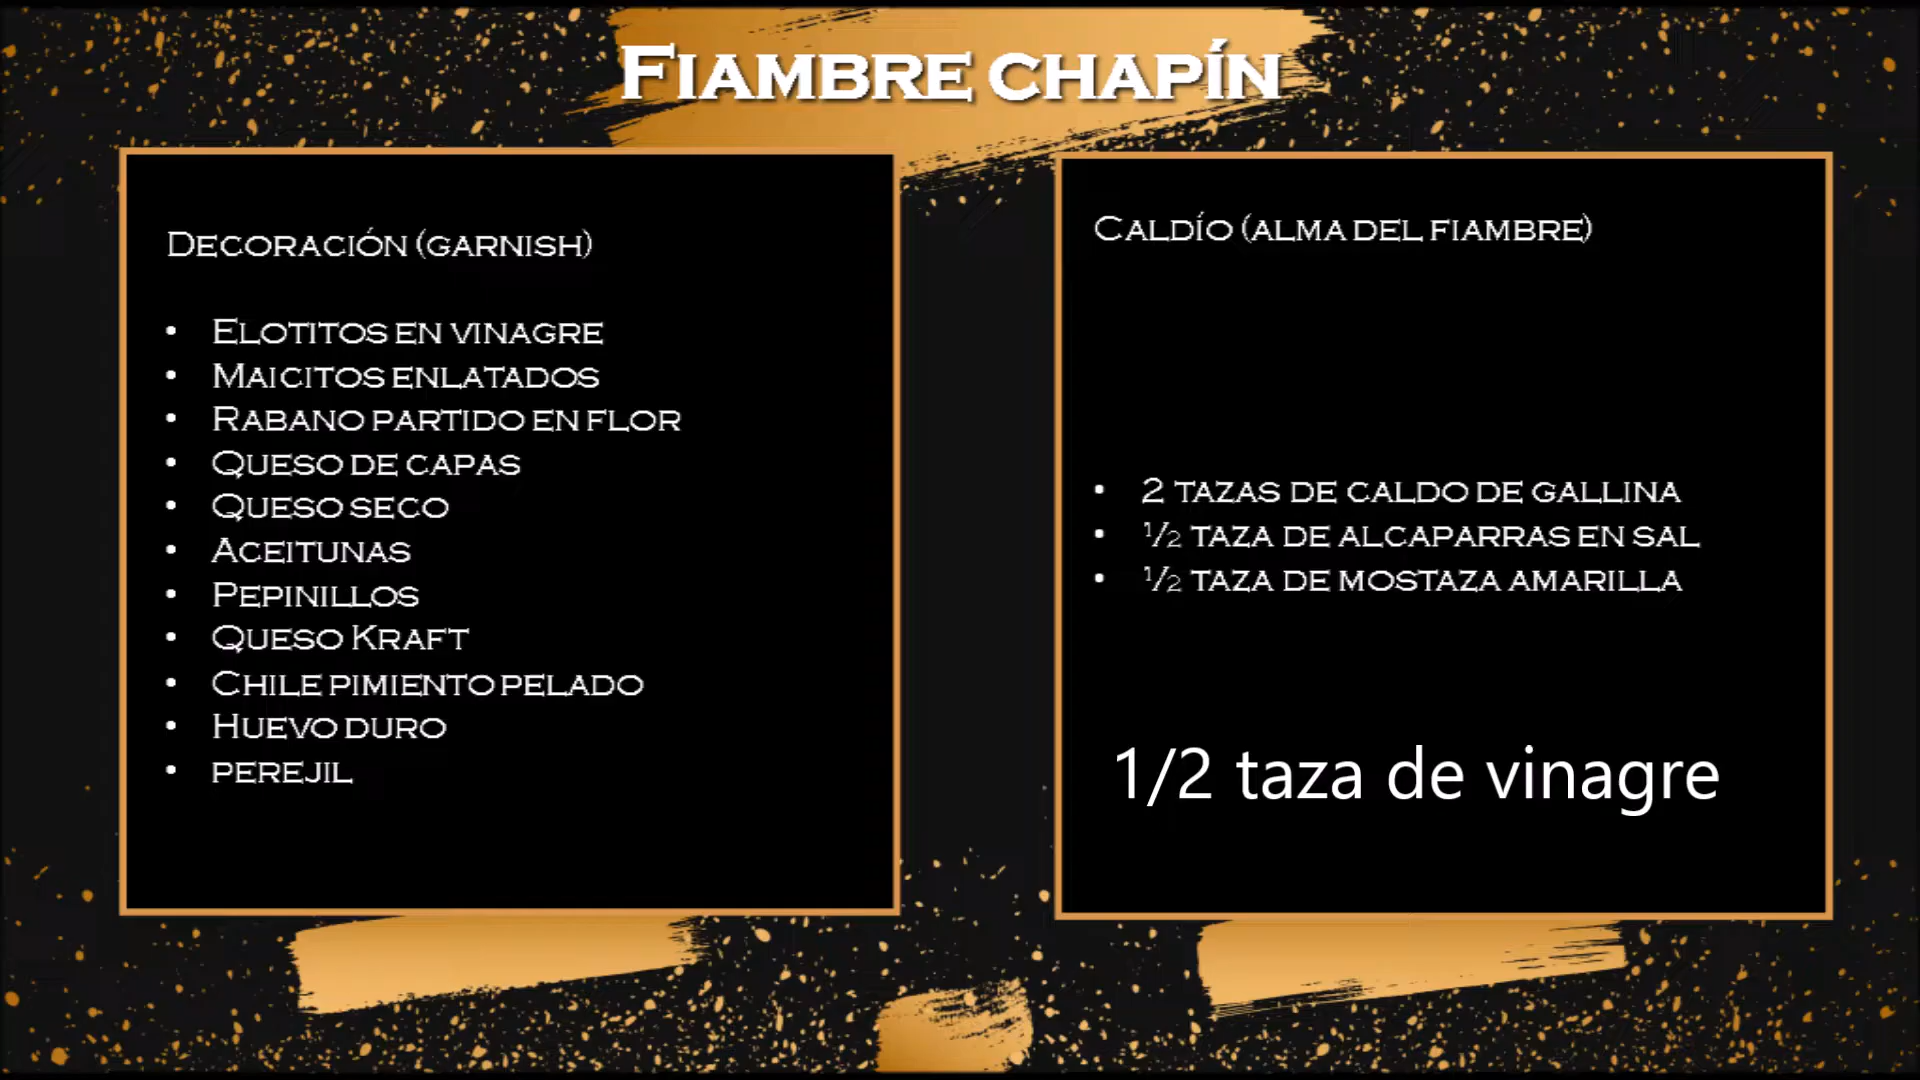 Fiambre chapín
Decoración (garnish)
• Elotitos en vinagre
• Maicitos enlatados
• Rabano partido en flor
• Queso de capas
• Queso seco
• Aceitunas
• Pepinillos
• Queso Kraft
• Chile pimiento pelado
• Huevo duro
• perejil
Caldío (alma del fiambre)
• 2 tazas de caldo de gallina
• ½ taza de alcaparras en sal
• ½ taza de mostaza amarilla
1/2 taza de vinagre